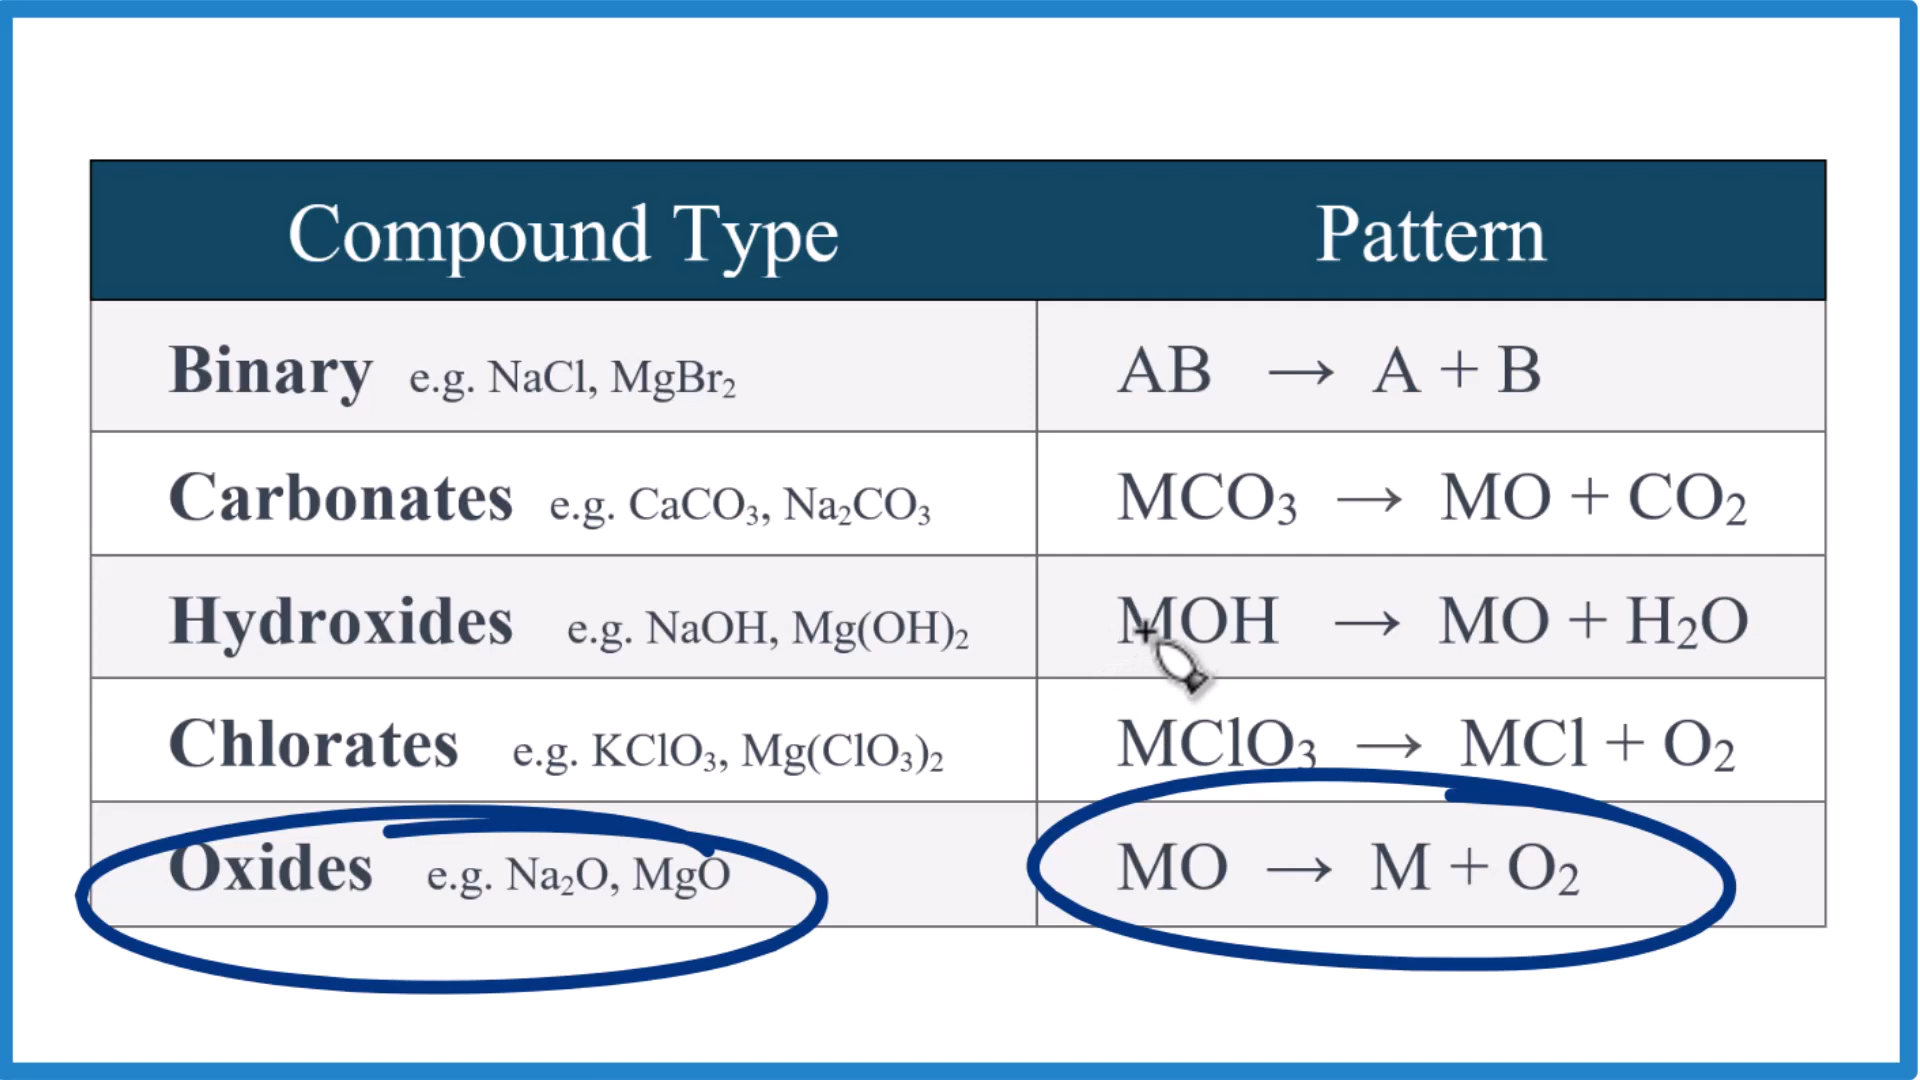 Compound Type Pattern
Binary e.g. NaCl, MgBr₂ AB → A + B
Carbonates e.g. CaCO₃, Na₂CO₃ MCO₃ → MO + CO₂
Hydroxides e.g. NaOH, Mg(OH)₂ MOH → MO + H₂O
Chlorates e.g. KClO₃, Mg(ClO₃)₂ MClO₃ → MCl + O₂
Oxides e.g. Na₂O, MgO MO → M + O₂